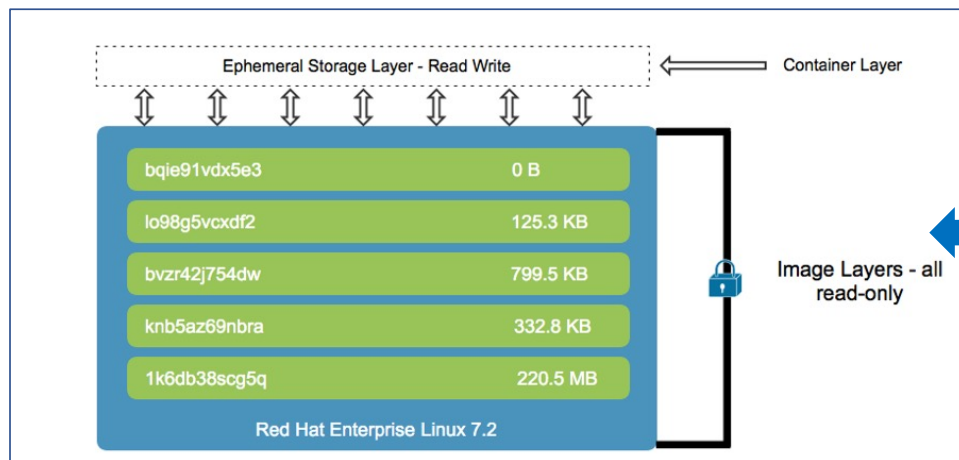 Ephemeral Storage Layer - Read Write
Container Layer
bqie91vdx5e3 0 B
lo98g5vcxdf2 125.3 KB
bvzr42j754dw 799.5 KB
knb5az69nbra 332.8 KB
1k6db38scg5q 220.5 MB
Red Hat Enterprise Linux 7.2
Image Layers - all
read-only